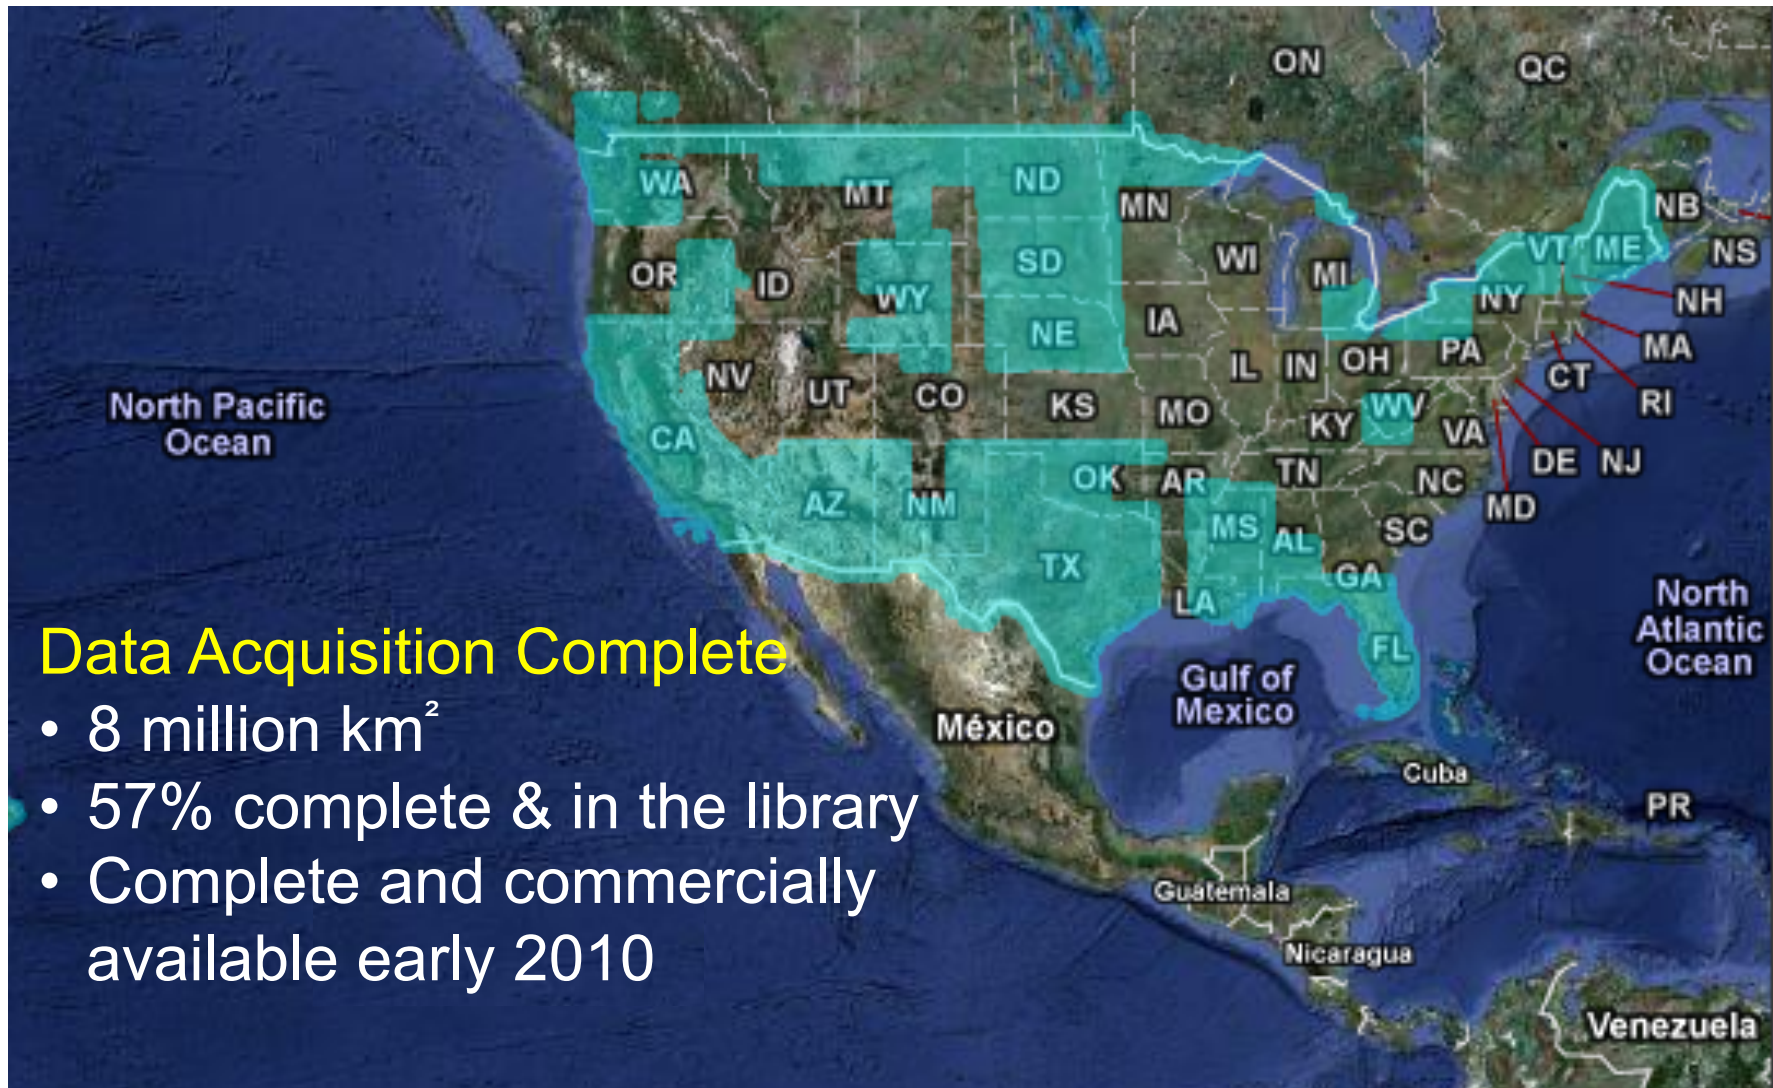 ON
QC
WA
MT
ND
MN
NB
OR
ID
SD
WI
MI
VT
ME
NS
WY
NY
NH
NE
IA
NV
UT
CO
KS
MO
IL
IN
OH
PA
MA
CT
RI
North Pacific
Ocean
CA
KY
WV
VA
AZ
NM
OK
AR
TN
NC
DE
NJ
MD
TX
MS
AL
SC
LA
GA
FL
North
Atlantic
Ocean
Gulf of
Mexico
México
Cuba
PR
Guatemala
Nicaragua
Venezuela
Data Acquisition Complete
• 8 million km²
• 57% complete & in the library
• Complete and commercially
available early 2010